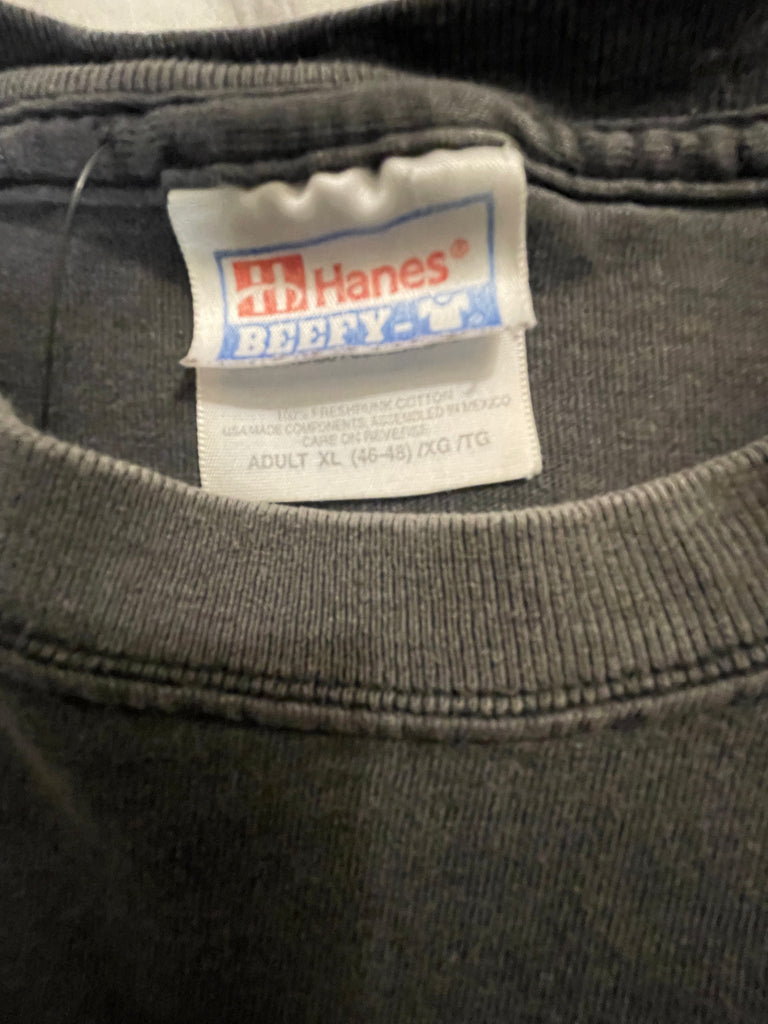 Hanes®
BEEFY-T®
100% FRESHRUNK COTTON
USA MADE COMPONENTS, ASSEMBLED IN MEXICO
CARE ON REVERSE
ADULT XL (46-48) /XG /TG